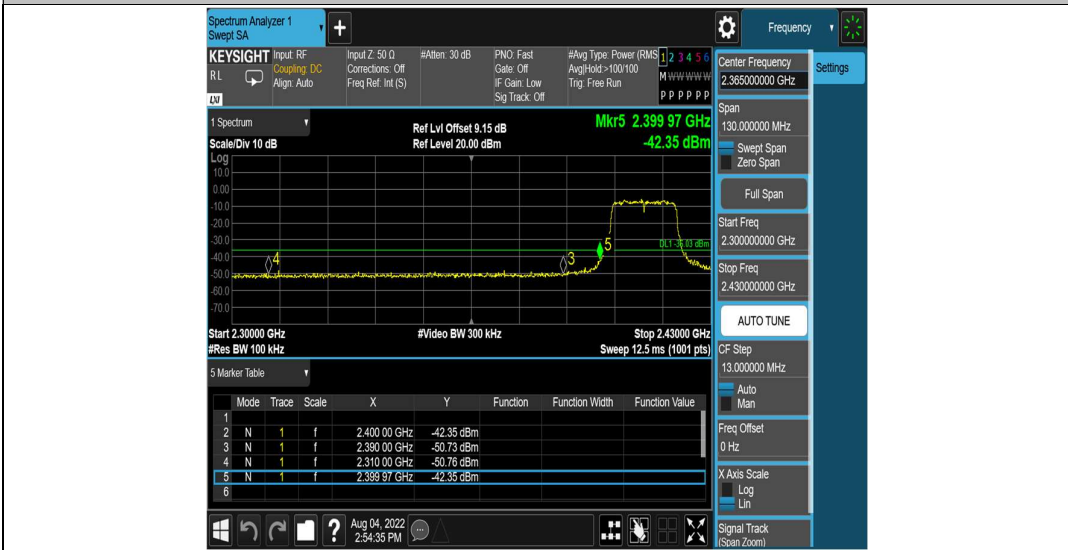 Spectrum Analyzer 1
Swept SA
+
Frequency
KEYSIGHT
RL
LXI
Input: RF
Coupling: DC
Align: Auto
Input Z: 50 Ω
Corrections: Off
Freq Ref: Int (S)
#Atten: 30 dB
PNO: Fast
Gate: Off
IF Gain: Low
Sig Track: Off
#Avg Type: Power (RMS
Avg|Hold:>100/100
Trig: Free Run
1 2 3 4 5 6
M W W W W W
P P P P P P
1 Spectrum
Scale/Div 10 dB
Ref Lvl Offset 9.15 dB
Ref Level 20.00 dBm
Mkr5 2.399 97 GHz
-42.35 dBm
Log
10.0
0.00
-10.0
-20.0
-30.0
-40.0
-50.0
-60.0
-70.0
DL1 -36.03 dBm
4
3
5
Start 2.30000 GHz
#Video BW 300 kHz
Stop 2.43000 GHz
#Res BW 100 kHz
Sweep 12.5 ms (1001 pts)
5 Marker Table
Mode Trace Scale X Y Function Function Width Function Value
1
2 N 1 f 2.400 00 GHz -42.35 dBm
3 N 1 f 2.390 00 GHz -50.73 dBm
4 N 1 f 2.310 00 GHz -50.76 dBm
5 N 1 f 2.399 97 GHz -42.35 dBm
6
?
Aug 04, 2022
2:54:35 PM
Center Frequency
2.365000000 GHz
Settings
Span
130.000000 MHz
Swept Span
Zero Span
Full Span
Start Freq
2.300000000 GHz
Stop Freq
2.430000000 GHz
AUTO TUNE
CF Step
13.000000 MHz
Auto
Man
Freq Offset
0 Hz
X Axis Scale
Log
Lin
Signal Track
(Span Zoom)